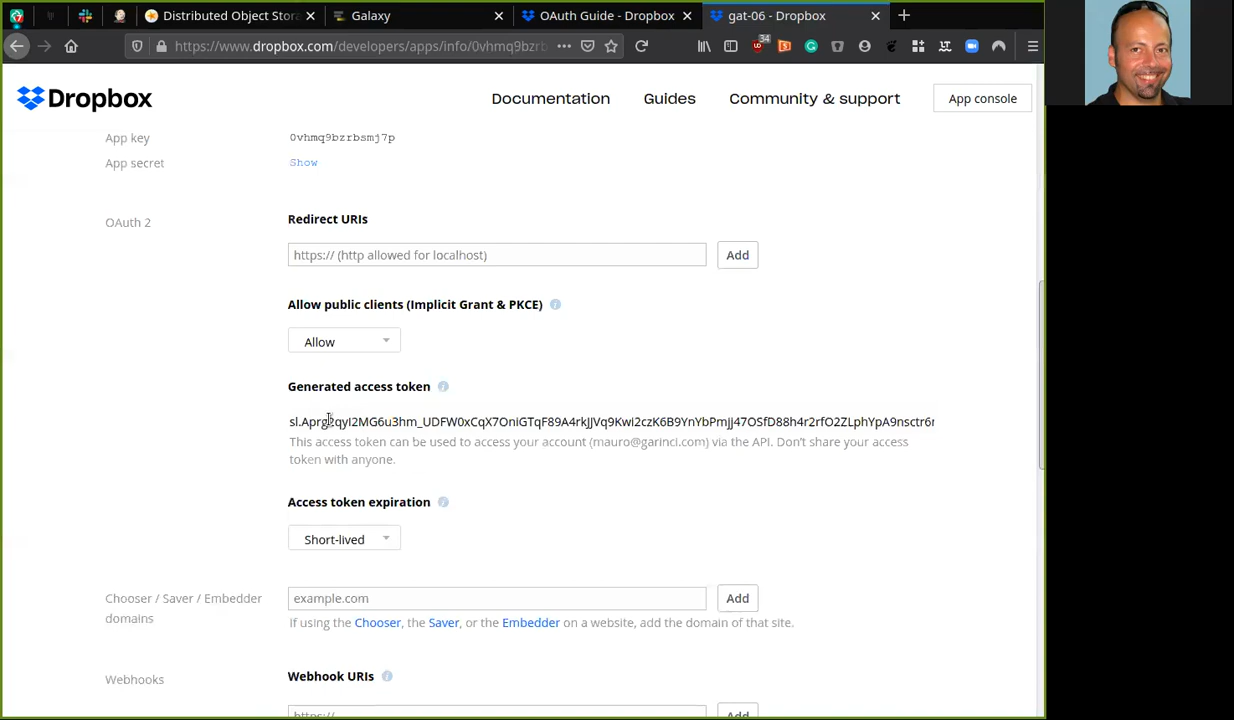 Distributed Object Stora
Galaxy
OAuth Guide - Dropbox
gat-06 - Dropbox
https://www.dropbox.com/developers/apps/info/0vhmq9bzrb
34
Dropbox
Documentation
Guides
Community & support
App console
App key
0vhmq9bzrbsmj7p
App secret
Show
OAuth 2
Redirect URIs
https:// (http allowed for localhost)
Add
Allow public clients (Implicit Grant & PKCE)
Allow
Generated access token
sl.Aprg2qyI2MG6u3hm_UDFW0xCqX7OniGTqF89A4rkJJVq9Kwi2czK6B9YnYbPmjj47OSfD88h4r2rfO2ZLphYpA9nsctr6r
This access token can be used to access your account (mauro@garinci.com) via the API. Don't share your access
token with anyone.
Access token expiration
Short-lived
Chooser / Saver / Embedder
domains
example.com
Add
If using the Chooser, the Saver, or the Embedder on a website, add the domain of that site.
Webhooks
Webhook URIs
https://
Add